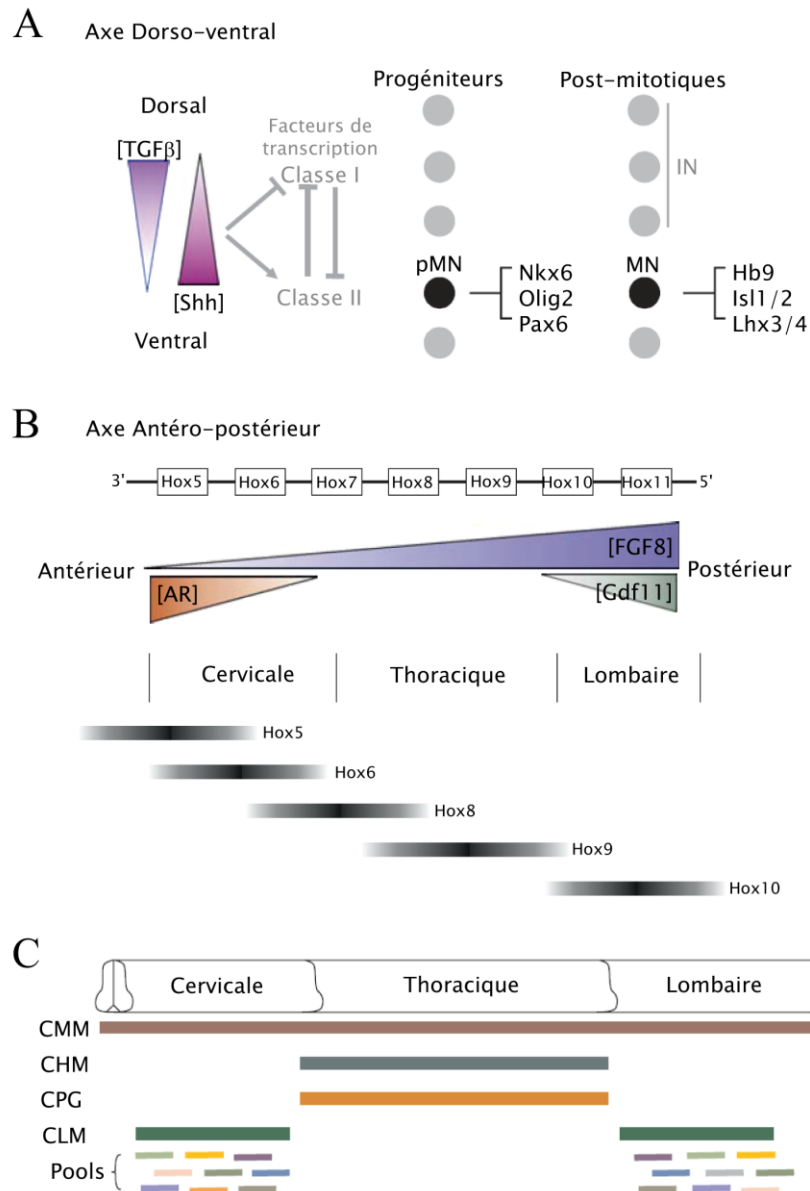 A
Axe Dorso-ventral
Progéniteurs
Post-mitotiques
Dorsal
[TGFβ]
Facteurs de
transcription
Classe I
IN
pMN
Nkx6
Olig2
Pax6
MN
Hb9
Isl1/2
Lhx3/4
Classe II
[Shh]
Ventral
B
Axe Antéro-postérieur
3'
Hox5
Hox6
Hox7
Hox8
Hox9
Hox10
Hox11
5'
[FGF8]
Antérieur
Postérieur
[AR]
[Gdf11]
Cervicale
Thoracique
Lombaire
Hox5
Hox6
Hox8
Hox9
Hox10
C
Cervicale
Thoracique
Lombaire
CMM
CHM
CPG
CLM
Pools